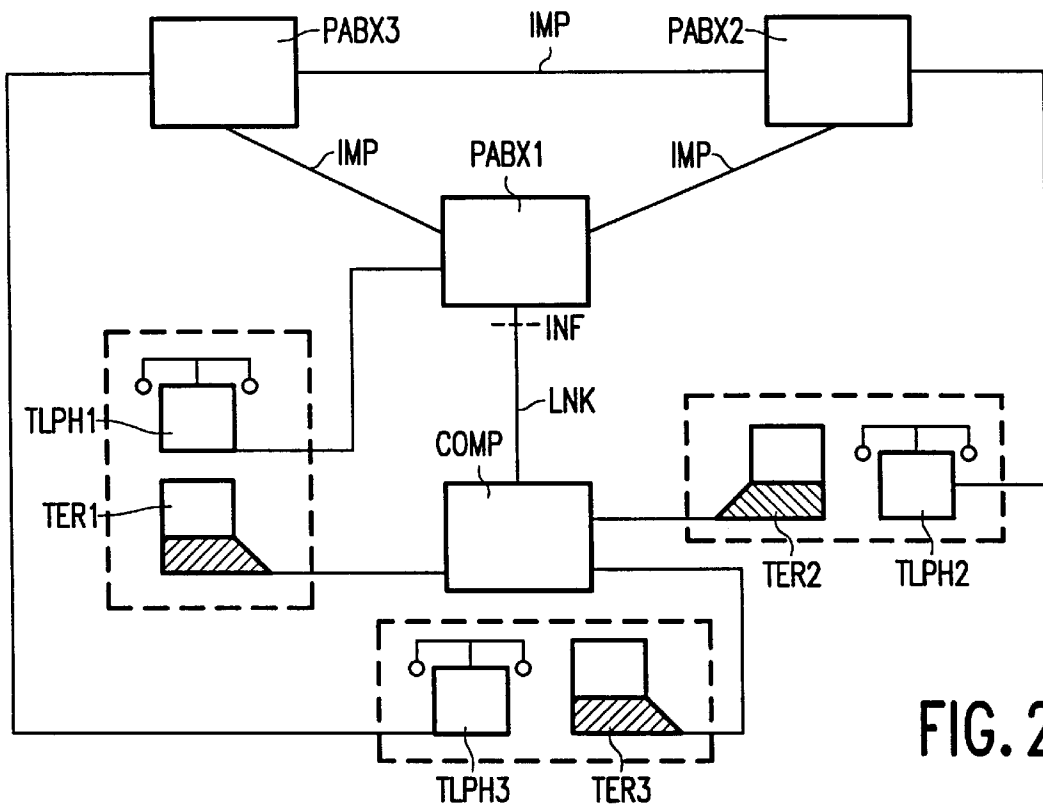 PABX3
IMP
PABX2
IMP
PABX1
IMP
INF
TLPH1
LNK
COMP
TER1
TER2
TLPH2
TLPH3
TER3
FIG. 2